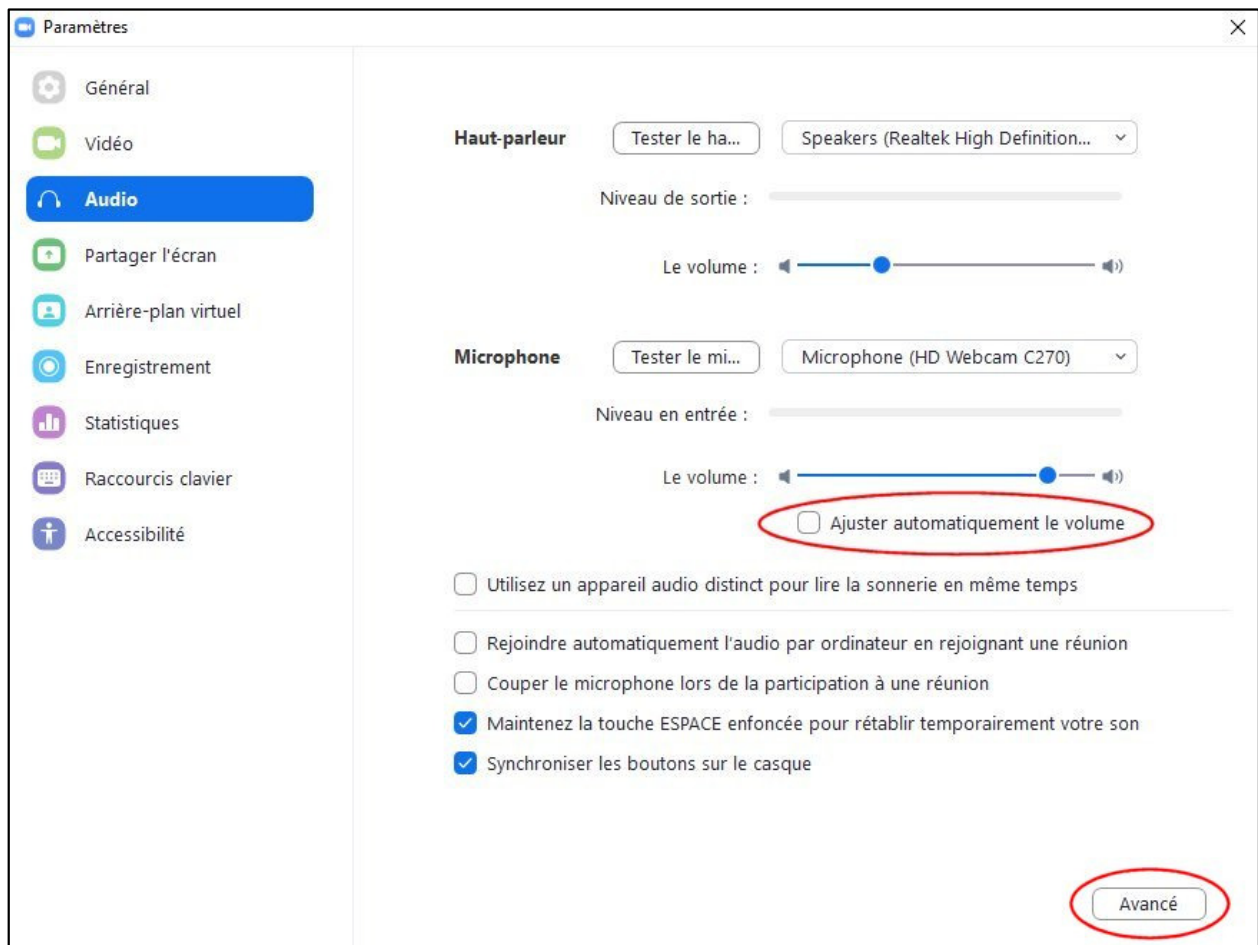 Paramètres
Général
Vidéo
Audio
Partager l'écran
Arrière-plan virtuel
Enregistrement
Statistiques
Raccourcis clavier
Accessibilité
Haut-parleur Tester le ha... Speakers (Realtek High Definition...
Niveau de sortie :
Le volume :
Microphone Tester le mi... Microphone (HD Webcam C270)
Niveau en entrée :
Le volume :
Ajuster automatiquement le volume
Utilisez un appareil audio distinct pour lire la sonnerie en même temps
Rejoindre automatiquement l'audio par ordinateur en rejoignant une réunion
Couper le microphone lors de la participation à une réunion
Maintenez la touche ESPACE enfoncée pour rétablir temporairement votre son
Synchroniser les boutons sur le casque
Avancé